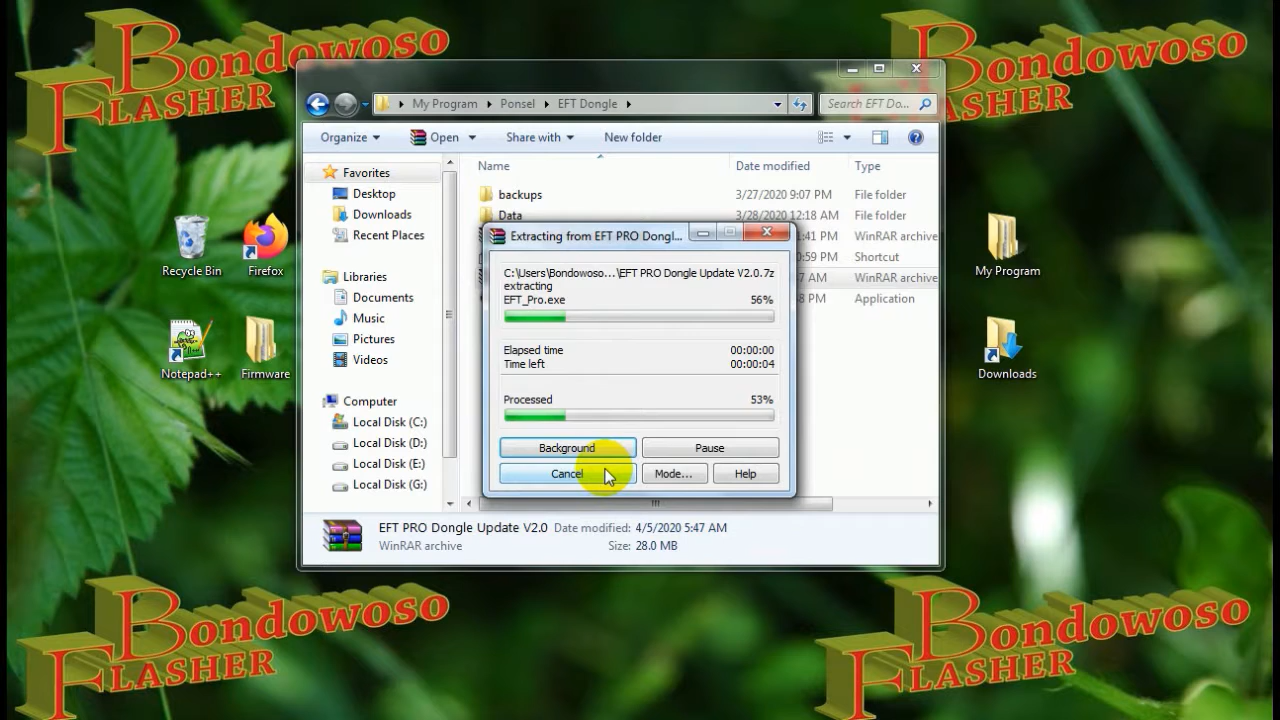 Bondowoso
FLASHER
Bondowoso
FLASHER
My Program
Ponsel
EFT Dongle
Search EFT Do...
Organize
Open
Share with
New folder
Name
Date modified
Type
Favorites
Desktop
Downloads
Recent Places
Libraries
Documents
Music
Pictures
Videos
Computer
Local Disk (C:)
Local Disk (D:)
Local Disk (E:)
Local Disk (G:)
backups
3/27/2020 9:07 PM
File folder
Data
3/28/2020 12:18 AM
File folder
WinRAR archive
Shortcut
WinRAR archive
Application
Extracting from EFT PRO Dongl...
C:\Users\Bondowoso...\EFT PRO Dongle Update V2.0.7z
extracting
EFT_Pro.exe
56%
Elapsed time
00:00:00
Time left
00:00:04
Processed
53%
Background
Pause
Cancel
Mode...
Help
EFT PRO Dongle Update V2.0
Date modified: 4/5/2020 5:47 AM
WinRAR archive
Size: 28.0 MB
Recycle Bin
Firefox
Notepad++
Firmware
My Program
Downloads
Bondowoso
FLASHER
Bondowoso
FLASHER